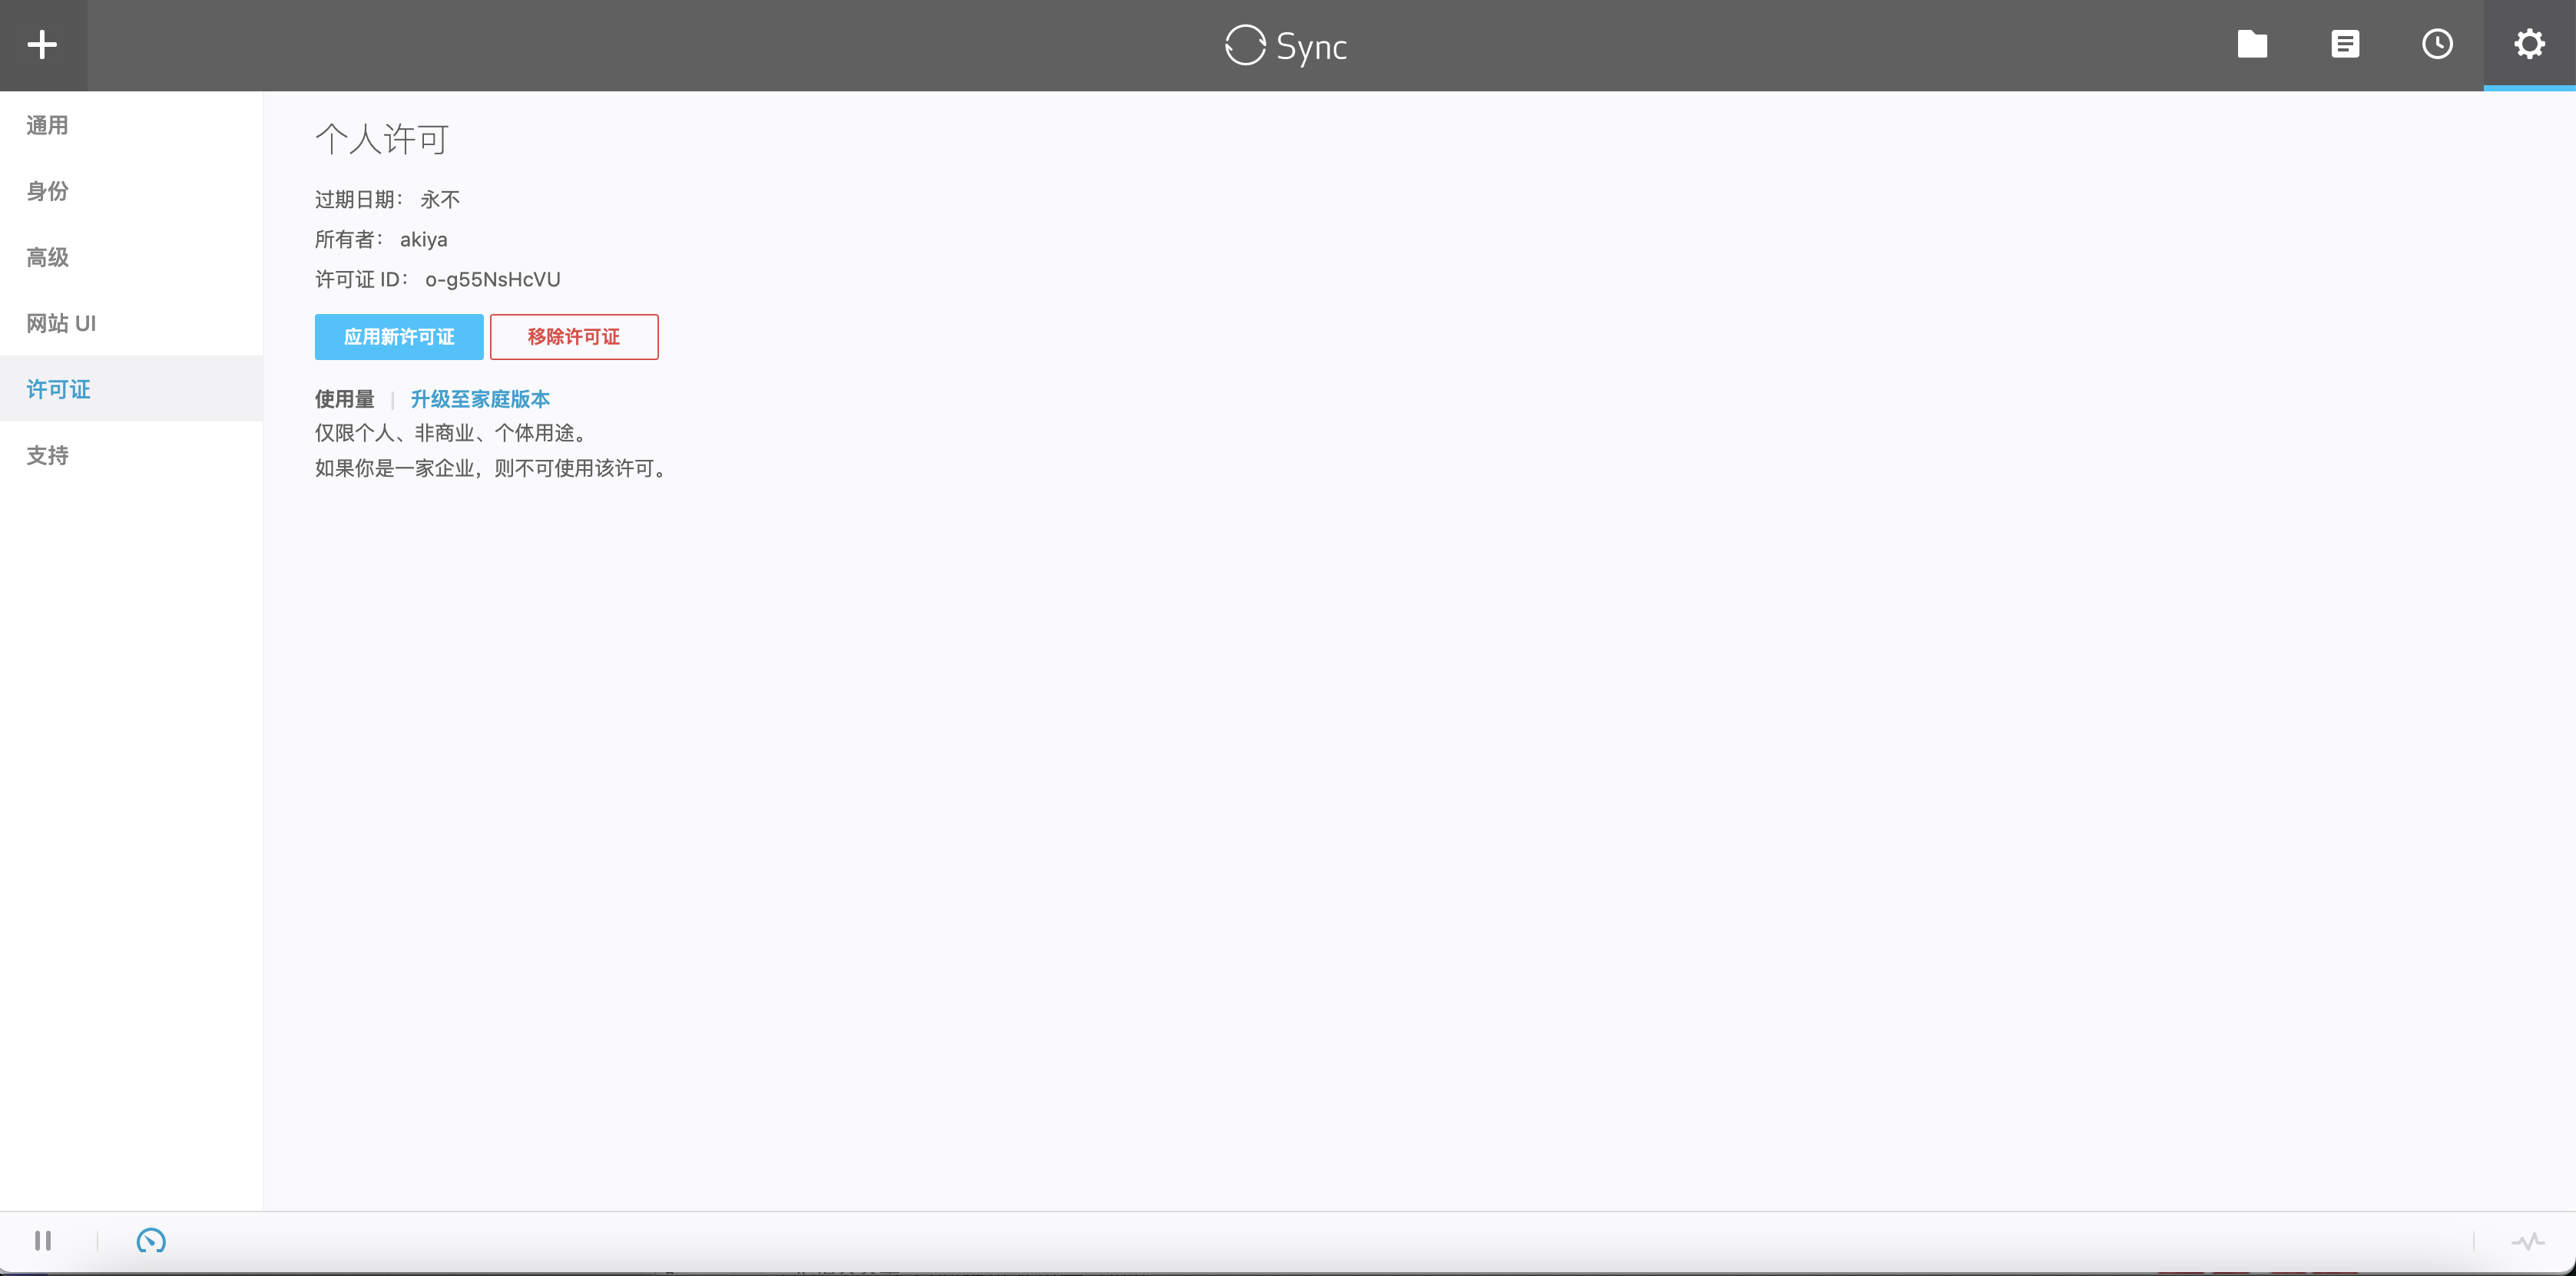 Sync
通用
身份
高级
网站 UI
许可证
支持
个人许可
过期日期： 永不
所有者： akiya
许可证 ID： o-g55NsHcVU
应用新许可证 移除许可证
使用量 | 升级至家庭版本
仅限个人、非商业、个体用途。
如果你是一家企业，则不可使用该许可。